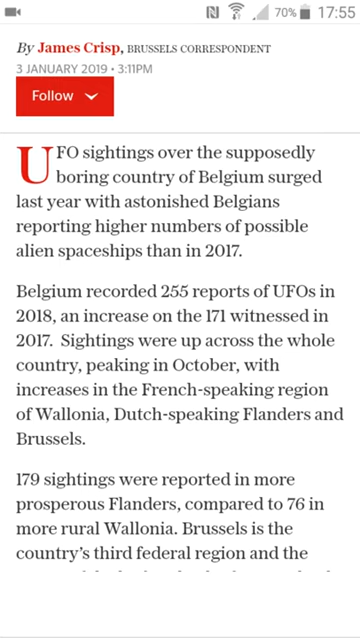 70% 17:55
By James Crisp, BRUSSELS CORRESPONDENT
3 JANUARY 2019 • 3:11PM
Follow
UFO sightings over the supposedly
boring country of Belgium surged
last year with astonished Belgians
reporting higher numbers of possible
alien spaceships than in 2017.
Belgium recorded 255 reports of UFOs in
2018, an increase on the 171 witnessed in
2017. Sightings were up across the whole
country, peaking in October, with
increases in the French-speaking region
of Wallonia, Dutch-speaking Flanders and
Brussels.
179 sightings were reported in more
prosperous Flanders, compared to 76 in
more rural Wallonia. Brussels is the
country’s third federal region and the